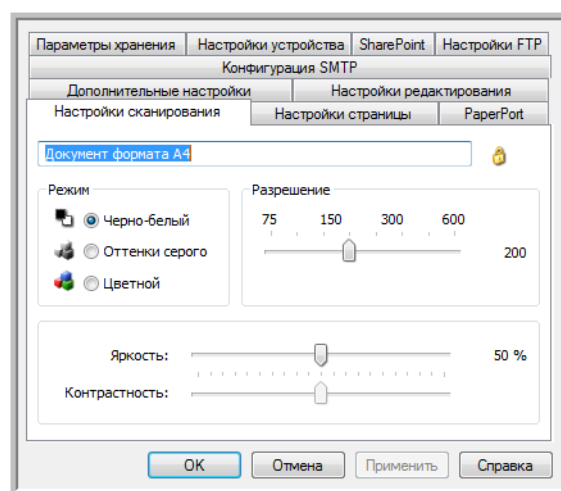 Параметры хранения Настройки устройства SharePoint Настройки FTP
Конфигурация SMTP
Дополнительные настройки Настройки редактирования
Настройки сканирования Настройки страницы PaperPort
Документ формата A4
Режим Разрешение
Черно-белый 75 150 300 600
Оттенки серого 200
Цветной
Яркость: 50 %
Контрастность:
OK Отмена Применить Справка